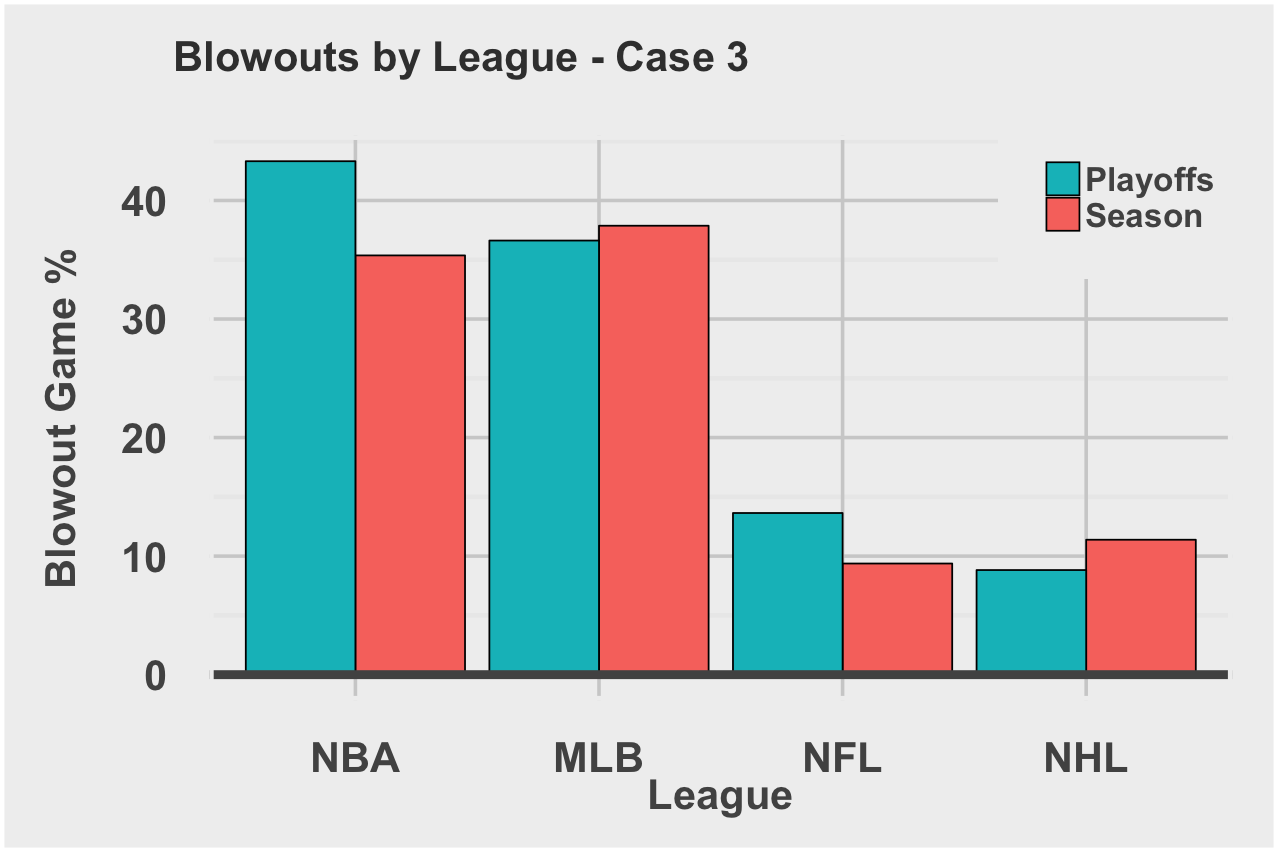 Blowouts by League - Case 3
Playoffs
Season
Blowout Game %
40
30
20
10
0
NBA MLB NFL NHL
League